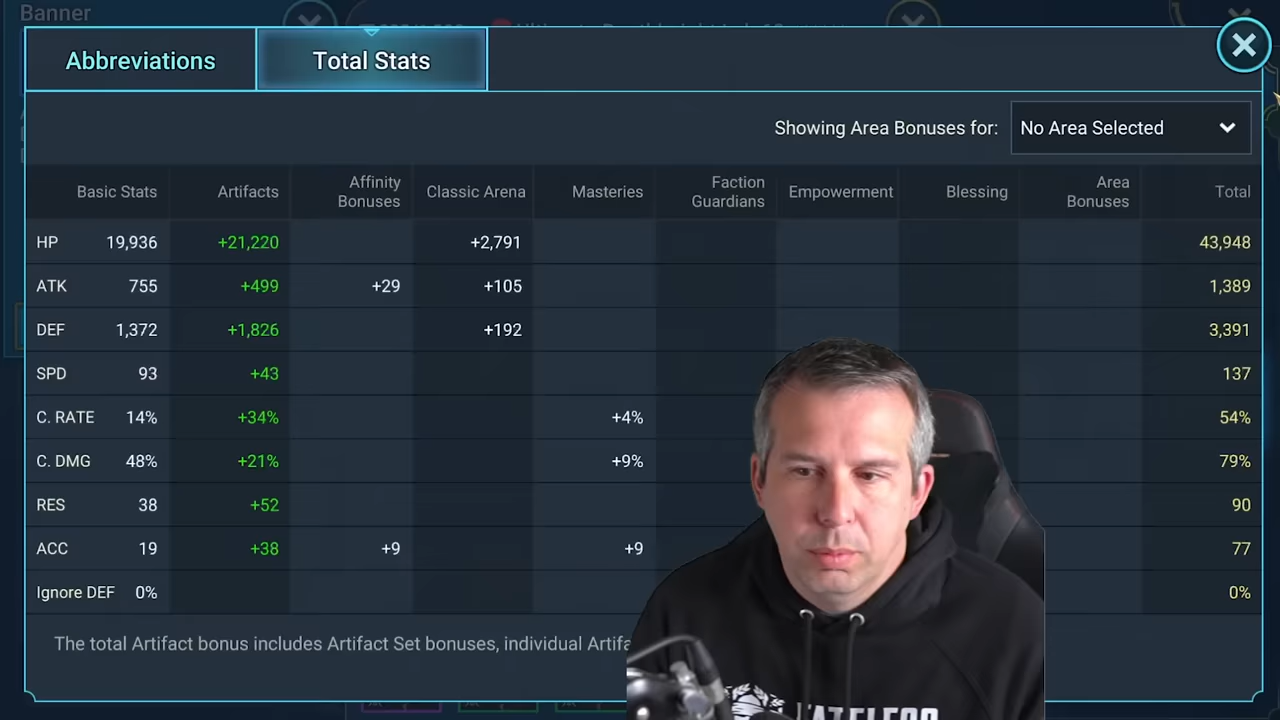 Banner
Abbreviations
Total Stats
Showing Area Bonuses for:
No Area Selected
Basic Stats Artifacts Affinity Bonuses Classic Arena Masteries Faction Guardians Empowerment Blessing Area Bonuses Total
HP 19,936 +21,220 +2,791 43,948
ATK 755 +499 +29 +105 1,389
DEF 1,372 +1,826 +192 3,391
SPD 93 +43 137
C. RATE 14% +34% +4% 54%
C. DMG 48% +21% +9% 79%
RES 38 +52 90
ACC 19 +38 +9 +9 77
Ignore DEF 0% 0%
The total Artifact bonus includes Artifact Set bonuses, individual